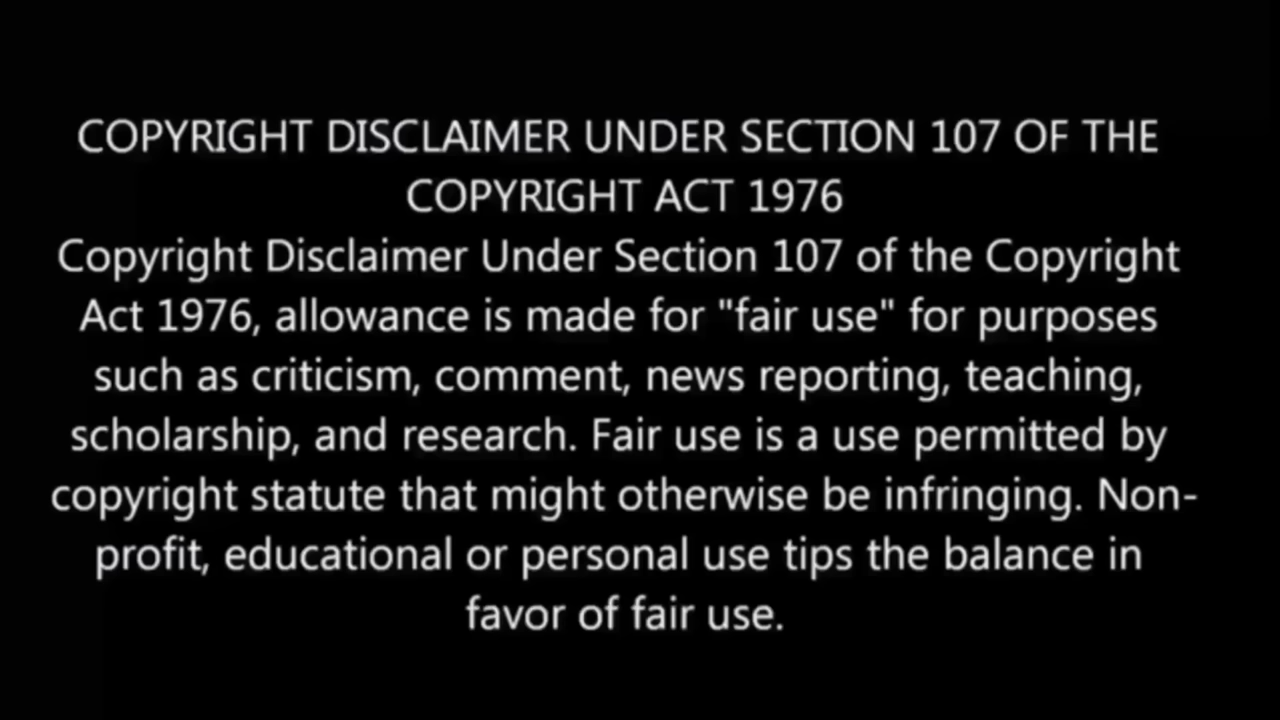 COPYRIGHT DISCLAIMER UNDER SECTION 107 OF THE
COPYRIGHT ACT 1976
Copyright Disclaimer Under Section 107 of the Copyright
Act 1976, allowance is made for "fair use" for purposes
such as criticism, comment, news reporting, teaching,
scholarship, and research. Fair use is a use permitted by
copyright statute that might otherwise be infringing. Non-
profit, educational or personal use tips the balance in
favor of fair use.